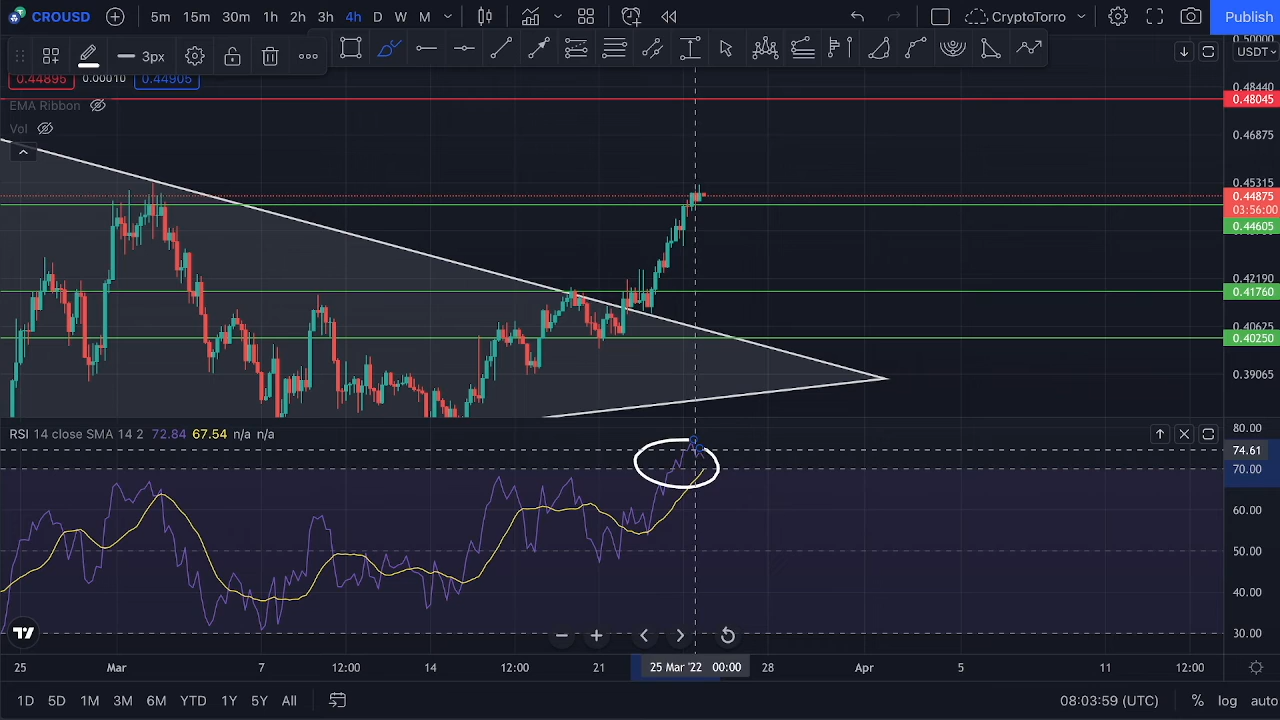 CROUSD 5m 15m 30m 1h 2h 3h 4h D W M CryptoTorro Publish
3px
0.50000
USDT
0.44895 0.00010 0.44905
0.48440
EMA Ribbon
0.48045
Vol
0.46875
0.45315
0.44875
03:56:00
0.44605
0.42190
0.41760
0.40625
0.40250
0.39065
RSI 14 close SMA 14 2 72.84 67.54 n/a n/a
80.00
74.61
70.00
60.00
50.00
40.00
30.00
25 Mar 7 12:00 14 12:00 21 25 Mar '22 00:00 28 Apr 5 11 12:00
1D 5D 1M 3M 6M YTD 1Y 5Y All 08:03:59 (UTC) % log auto